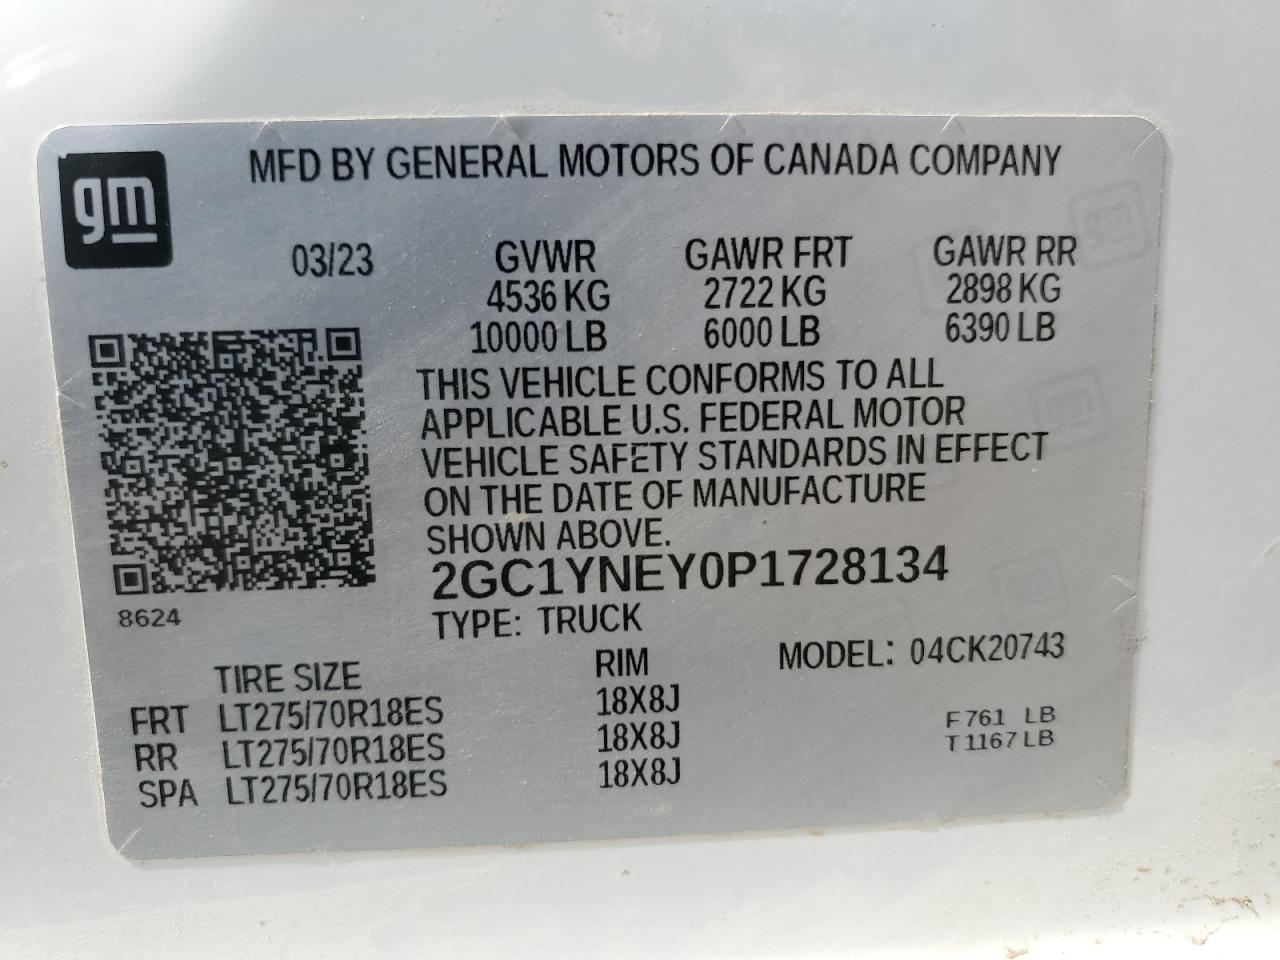 gm
MFD BY GENERAL MOTORS OF CANADA COMPANY
03/23 GVWR GAWR FRT GAWR RR
4536 KG 2722 KG 2898 KG
10000 LB 6000 LB 6390 LB
THIS VEHICLE CONFORMS TO ALL
APPLICABLE U.S. FEDERAL MOTOR
VEHICLE SAFETY STANDARDS IN EFFECT
ON THE DATE OF MANUFACTURE
SHOWN ABOVE.
2GC1YNEY0P1728134
8624
TYPE: TRUCK
MODEL: 04CK20743
TIRE SIZE RIM
FRT LT275/70R18ES 18X8J
RR LT275/70R18ES 18X8J
SPA LT275/70R18ES 18X8J
F 761 LB
T 1167 LB